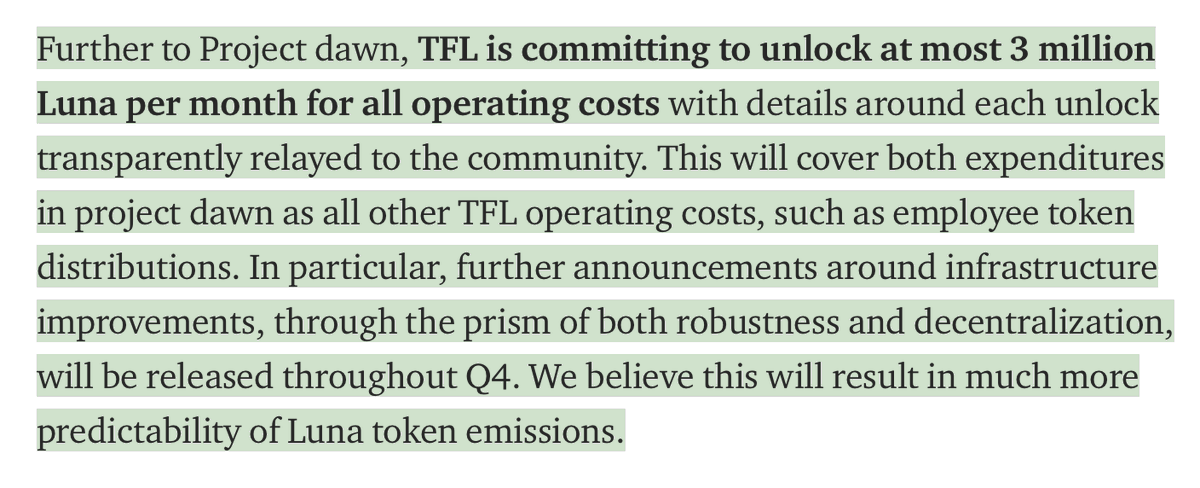 Further to Project dawn, TFL is committing to unlock at most 3 million
Luna per month for all operating costs with details around each unlock
transparently relayed to the community. This will cover both expenditures
in project dawn as all other TFL operating costs, such as employee token
distributions. In particular, further announcements around infrastructure
improvements, through the prism of both robustness and decentralization,
will be released throughout Q4. We believe this will result in much more
predictability of Luna token emissions.